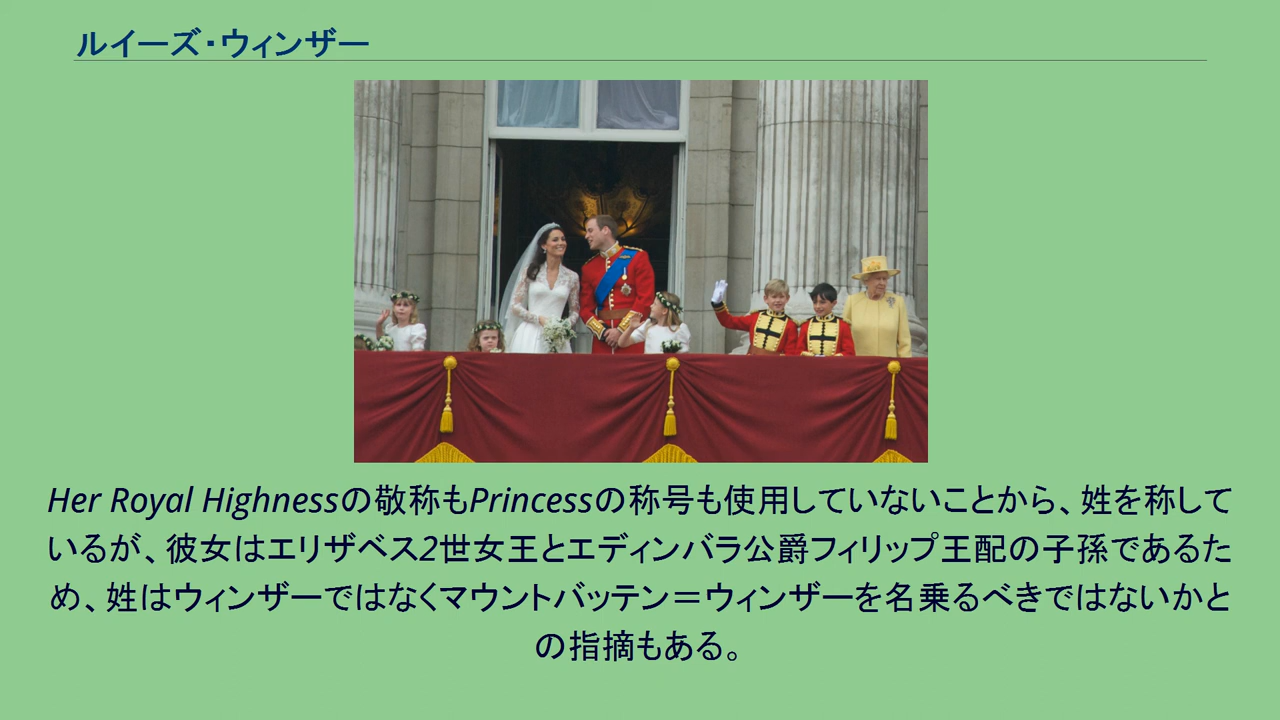 ルイーズ・ウィンザー
Her Royal Highnessの敬称もPrincessの称号も使用していないことから、姓を称して
いるが、彼女はエリザベス2世女王とエディンバラ公爵フィリップ王配の子孫であるた
め、姓はウィンザーではなくマウントバッテン＝ウィンザーを名乗るべきではないかと
の指摘もある。